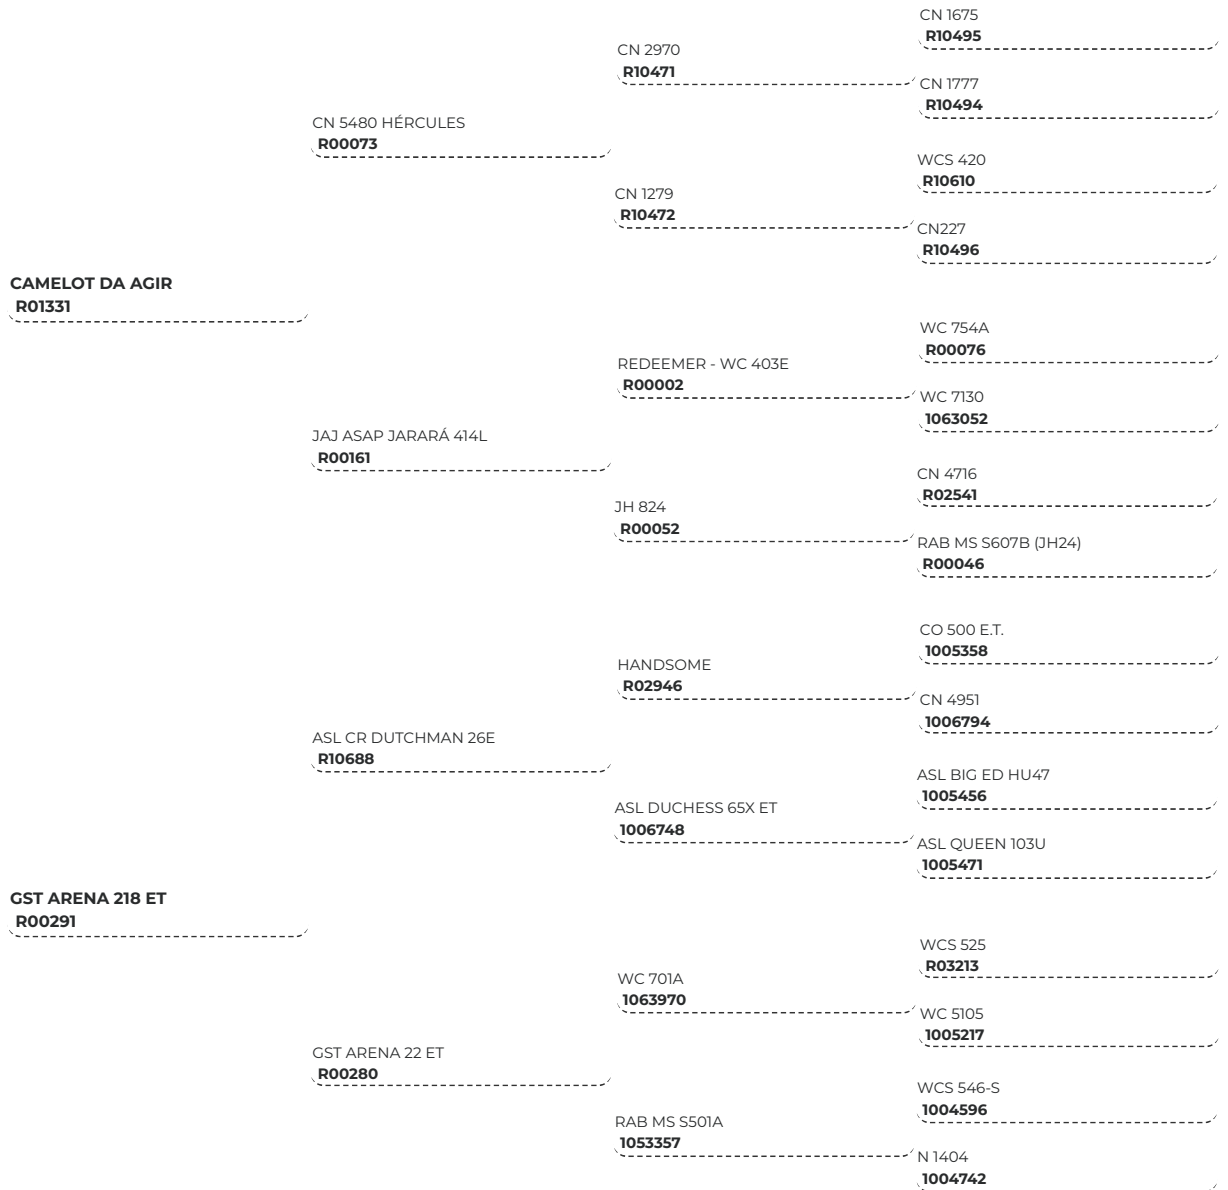 CN 1675
R10495
CN 2970
R10471
CN 1777
R10494
CN 5480 HÉRCULES
R00073
WCS 420
R10610
CN 1279
R10472
CN227
R10496
CAMELOT DA AGIR
R01331
WC 754A
R00076
REDEEMER - WC 403E
R00002
WC 7130
1063052
JAJ ASAP JARARÁ 414L
R00161
CN 4716
R02541
JH 824
R00052
RAB MS S607B (JH24)
R00046
CO 500 E.T.
1005358
HANDSOME
R02946
CN 4951
1006794
ASL CR DUTCHMAN 26E
R10688
ASL BIG ED HU47
1005456
ASL DUCHESS 65X ET
1006748
ASL QUEEN 103U
1005471
GST ARENA 218 ET
R00291
WCS 525
R03213
WC 701A
1063970
WC 5105
1005217
GST ARENA 22 ET
R00280
WCS 546-S
1004596
RAB MS S501A
1053357
N 1404
1004742